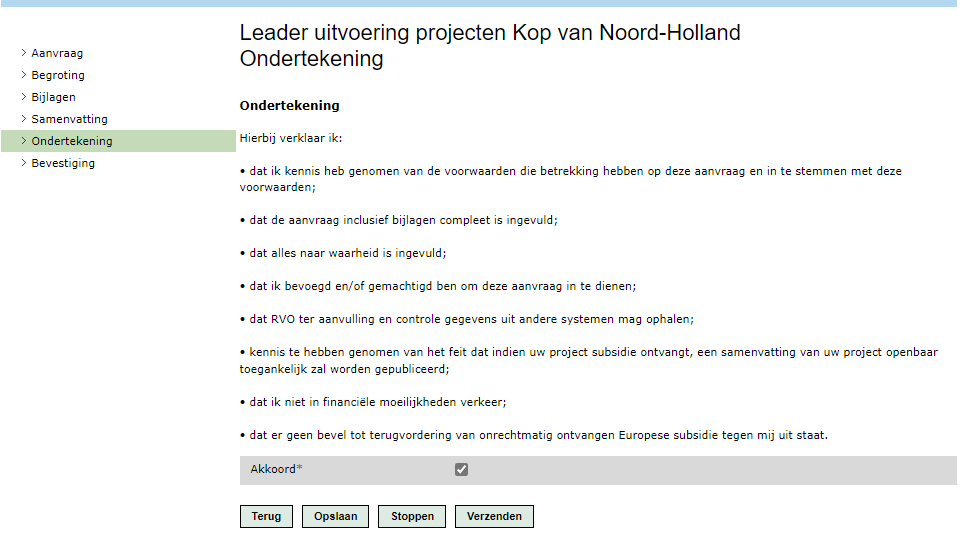 Leader uitvoering projecten Kop van Noord-Holland
Ondertekening
Aanvraag
Begroting
Bijlagen
Samenvatting
Ondertekening
Bevestiging
Ondertekening
Hierbij verklaar ik:
• dat ik kennis heb genomen van de voorwaarden die betrekking hebben op deze aanvraag en in te stemmen met deze
voorwaarden;
• dat de aanvraag inclusief bijlagen compleet is ingevuld;
• dat alles naar waarheid is ingevuld;
• dat ik bevoegd en/of gemachtigd ben om deze aanvraag in te dienen;
• dat RVO ter aanvulling en controle gegevens uit andere systemen mag ophalen;
• kennis te hebben genomen van het feit dat indien uw project subsidie ontvangt, een samenvatting van uw project openbaar
toegankelijk zal worden gepubliceerd;
• dat ik niet in financiële moeilijkheden verkeer;
• dat er geen bevel tot terugvordering van onrechtmatig ontvangen Europese subsidie tegen mij uit staat.
Akkoord*
Terug Opslaan Stoppen Verzenden